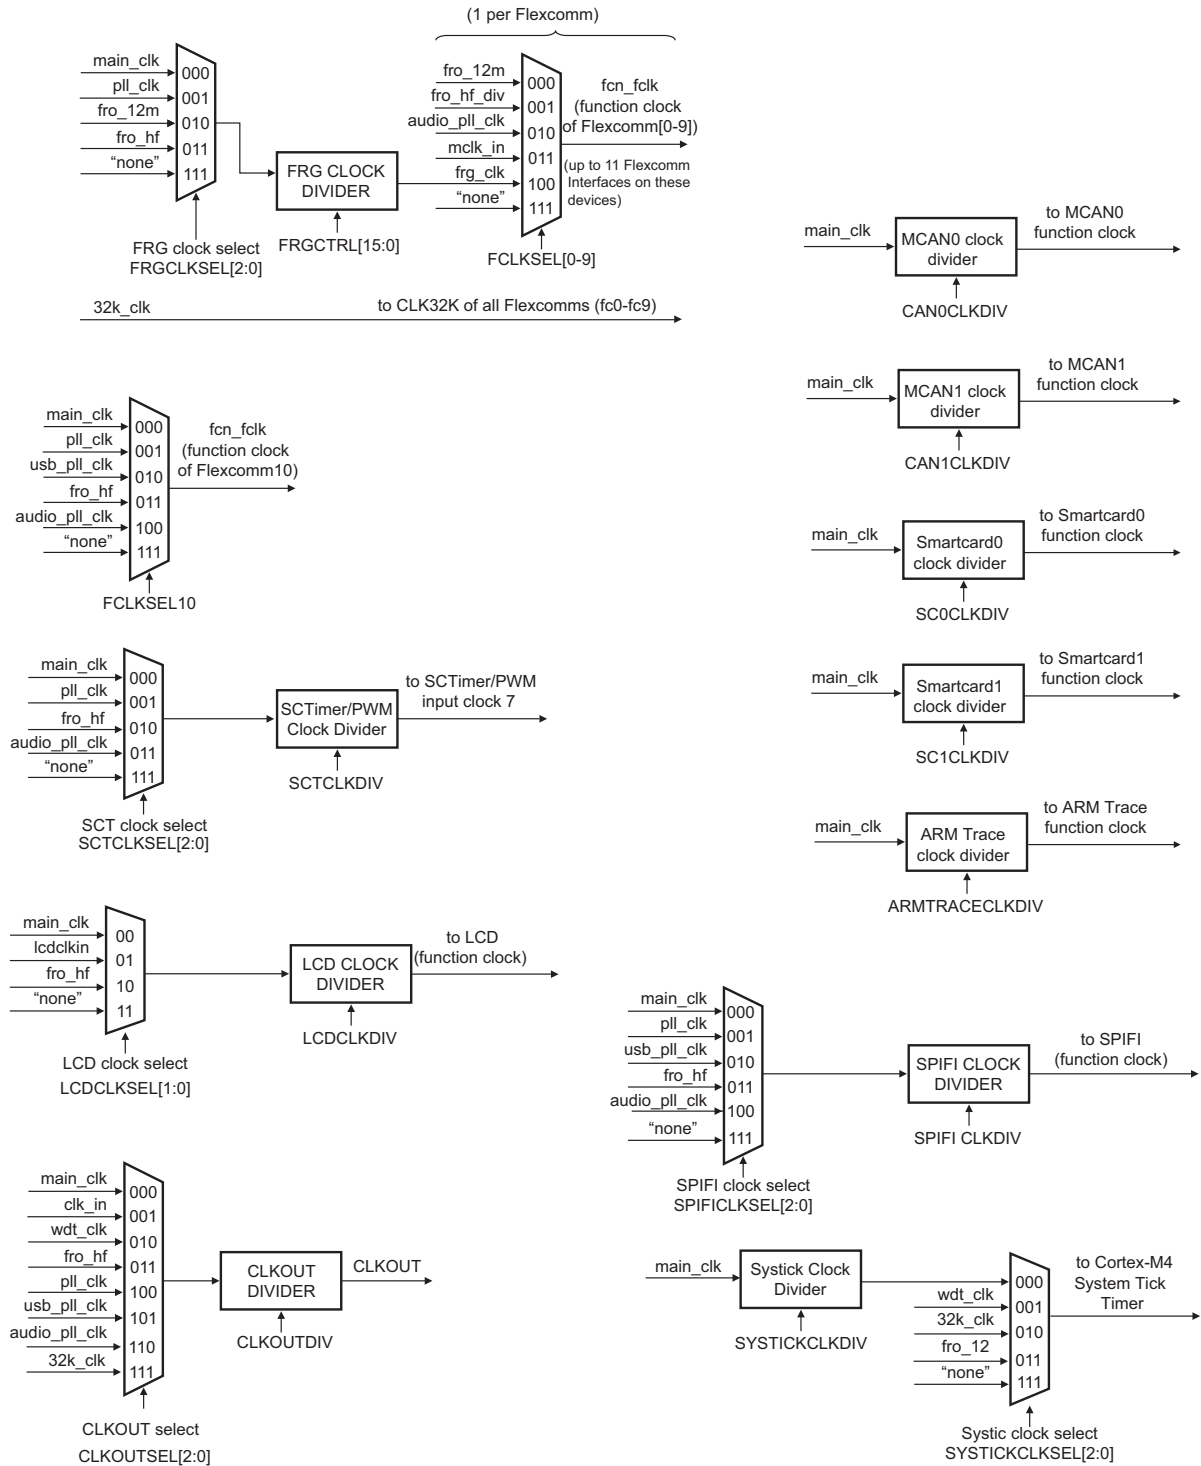 (1 per Flexcomm)
main_clk
000
pll_clk
001
fro_12m
010
fro_hf
011
“none”
111
FRG clock select
FRGCLKSEL[2:0]
FRG CLOCK
DIVIDER
FRGCTRL[15:0]
fro_12m
000
fro_hf_div
001
audio_pll_clk
010
mclk_in
011
frg_clk
100
“none”
111
FCLKSEL[0-9]
fcn_fclk
(function clock
of Flexcomm[0-9])
(up to 11 Flexcomm
Interfaces on these
devices)
32k_clk
to CLK32K of all Flexcomms (fc0-fc9)
main_clk
000
pll_clk
001
usb_pll_clk
010
fro_hf
011
audio_pll_clk
100
“none”
111
FCLKSEL10
fcn_fclk
(function clock
of Flexcomm10)
main_clk
000
pll_clk
001
fro_hf
010
audio_pll_clk
011
“none”
111
SCT clock select
SCTCLKSEL[2:0]
SCTimer/PWM
Clock Divider
SCTCLKDIV
to SCTimer/PWM
input clock 7
main_clk
00
lcdclkin
01
fro_hf
10
“none”
11
LCD clock select
LCDCLKSEL[1:0]
LCD CLOCK
DIVIDER
LCDCLKDIV
to LCD
(function clock)
main_clk
000
clk_in
001
wdt_clk
010
fro_hf
011
pll_clk
100
usb_pll_clk
101
audio_pll_clk
110
32k_clk
111
CLKOUT select
CLKOUTSEL[2:0]
CLKOUT
DIVIDER
CLKOUTDIV
CLKOUT
main_clk
MCAN0 clock
divider
CAN0CLKDIV
to MCAN0
function clock
main_clk
MCAN1 clock
divider
CAN1CLKDIV
to MCAN1
function clock
main_clk
Smartcard0
clock divider
SC0CLKDIV
to Smartcard0
function clock
main_clk
Smartcard1
clock divider
SC1CLKDIV
to Smartcard1
function clock
main_clk
ARM Trace
clock divider
ARMTRACECLKDIV
to ARM Trace
function clock
main_clk
000
pll_clk
001
usb_pll_clk
010
fro_hf
011
audio_pll_clk
100
“none”
111
SPIFI clock select
SPIFICLKSEL[2:0]
SPIFI CLOCK
DIVIDER
SPIFI CLKDIV
to SPIFI
(function clock)
main_clk
Systick Clock
Divider
SYSTICKCLKDIV
000
wdt_clk
001
32k_clk
010
fro_12
011
“none”
111
Systic clock select
SYSTICKCLKSEL[2:0]
to Cortex-M4
System Tick
Timer